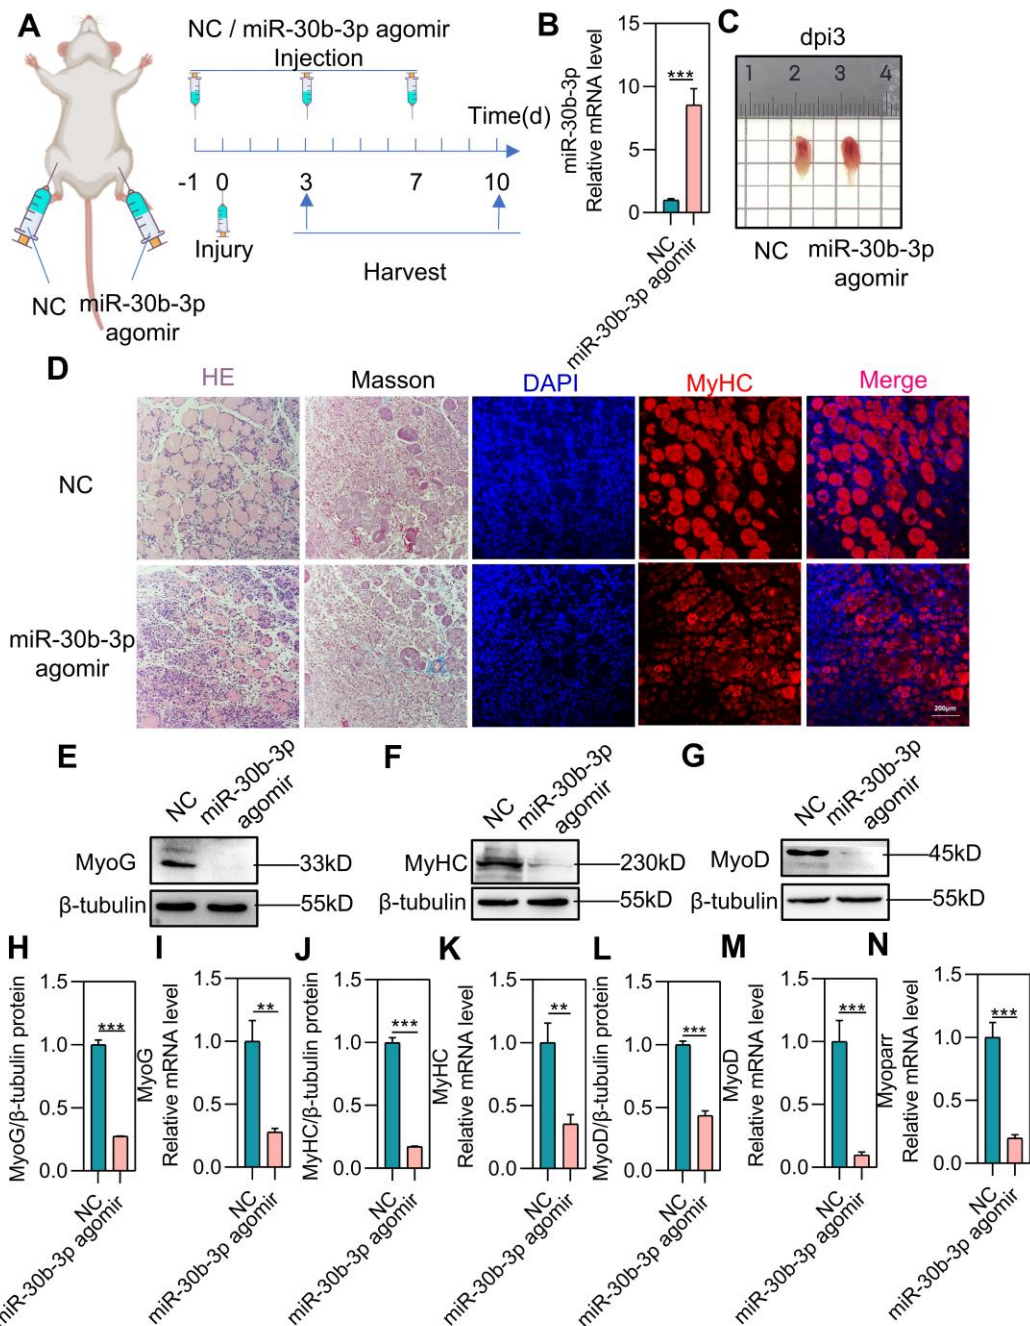 A
NC / miR-30b-3p agomir
Injection
Time(d)
-1 0 3 7 10
Injury
Harvest
NC miR-30b-3p
agomir
B
miR-30b-3p
Relative mRNA level
15
10
5
0
***
NC
miR-30b-3p agomir
C
dpi3
1 2 3 4
NC miR-30b-3p
agomir
D
HE Masson DAPI MyHC Merge
NC
miR-30b-3p
agomir
200μm
E
NC
miR-30b-3p
agomir
MyoG 33kD
β-tubulin 55kD
F
NC
miR-30b-3p
agomir
MyHC 230kD
β-tubulin 55kD
G
NC
miR-30b-3p
agomir
MyoD 45kD
β-tubulin 55kD
H
MyoG/β-tubulin protein
1.5
1.0
0.5
0.0
***
NC
miR-30b-3p agomir
I
MyoG
Relative mRNA level
1.5
1.0
0.5
0.0
**
NC
miR-30b-3p agomir
J
MyHC/β-tubulin protein
1.5
1.0
0.5
0.0
***
NC
miR-30b-3p agomir
K
MyHC
Relative mRNA level
1.5
1.0
0.5
0.0
**
NC
miR-30b-3p agomir
L
MyoD/β-tubulin protein
1.5
1.0
0.5
0.0
***
NC
miR-30b-3p agomir
M
MyoD
Relative mRNA level
1.5
1.0
0.5
0.0
***
NC
miR-30b-3p agomir
N
Myoparr
Relative mRNA level
1.5
1.0
0.5
0.0
***
NC
miR-30b-3p agomir